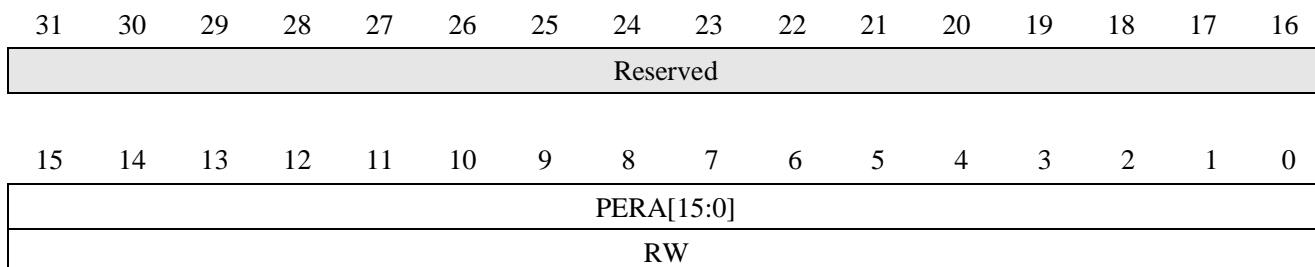 31 30 29 28 27 26 25 24 23 22 21 20 19 18 17 16
Reserved
15 14 13 12 11 10 9 8 7 6 5 4 3 2 1 0
PERA[15:0]
RW